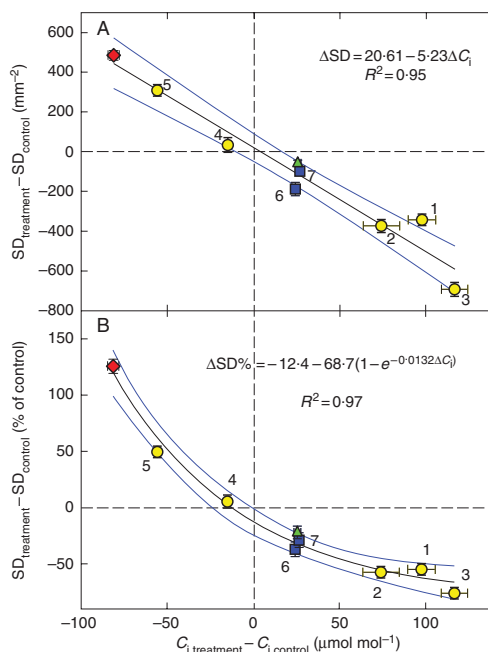 A
ΔSD = 20·61 – 5·23ΔCᵢ
R² = 0·95
SDtreatment – SDcontrol (mm⁻²)
600
400
200
0
–200
–400
–600
–800
5
4
7
6
1
2
3
B
ΔSD% = –12·4 – 68·7(1– e^–0·0132ΔCᵢ)
R² = 0·97
SDtreatment – SDcontrol (% of control)
150
100
50
0
–50
5
4
7
6
1
3
2
–100 –50 0 50 100
Ci treatment – Ci control (μmol mol⁻¹)